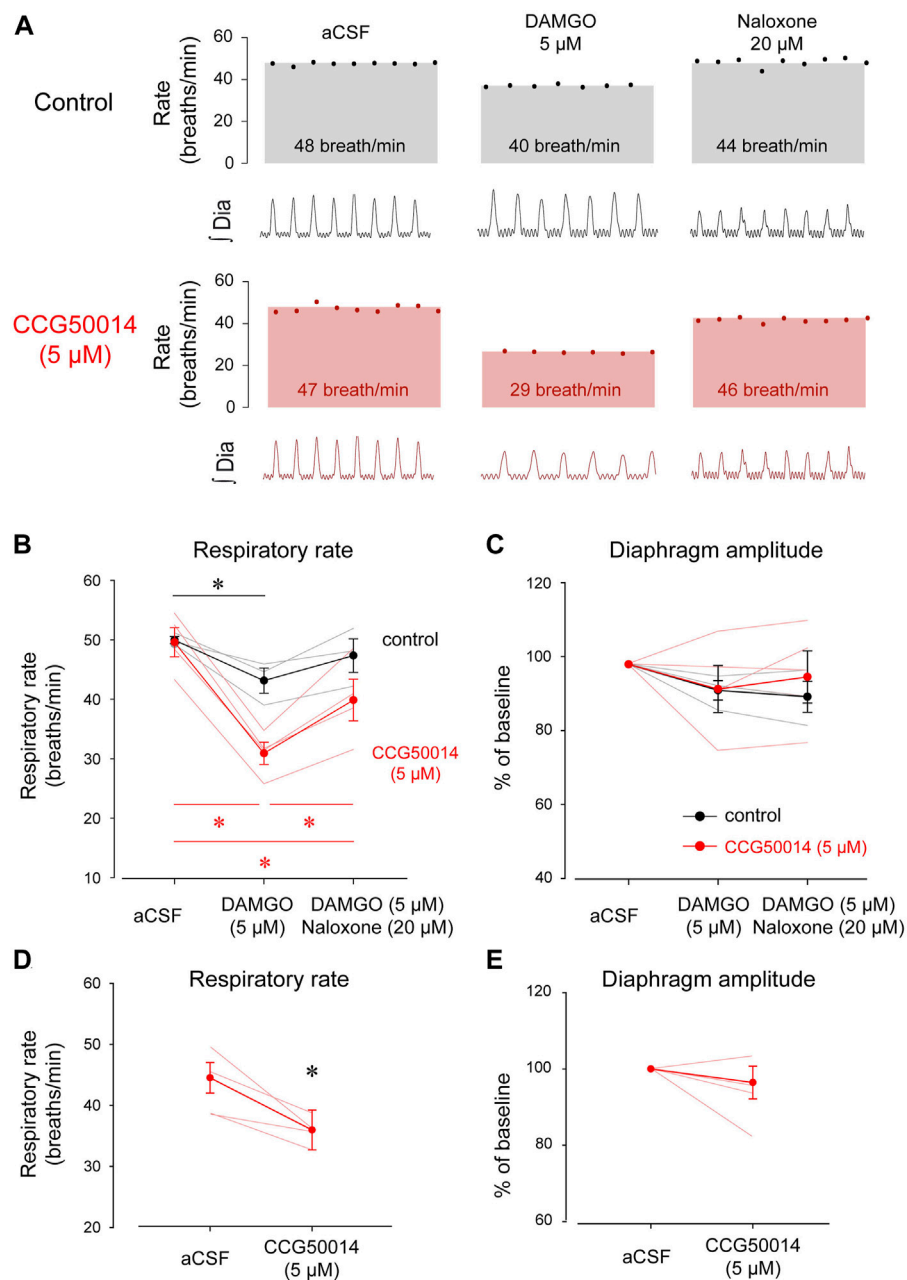 A
aCSF
DAMGO
5 µM
Naloxone
20 µM
Control
Rate
(breaths/min)
60
40
20
0
48 breath/min
40 breath/min
44 breath/min
∫ Dia
CCG50014
(5 µM)
Rate
(breaths/min)
60
40
20
0
47 breath/min
29 breath/min
46 breath/min
∫ Dia
B
Respiratory rate
Respiratory rate
(breaths/min)
60
50
40
30
20
10
*
control
CCG50014
(5 µM)
* *
*
aCSF
DAMGO
(5 µM)
DAMGO (5 µM)
Naloxone (20 µM)
C
Diaphragm amplitude
% of baseline
120
100
80
60
40
control
CCG50014 (5 µM)
aCSF
DAMGO
(5 µM)
DAMGO (5 µM)
Naloxone (20 µM)
D
Respiratory rate
Respiratory rate
(breaths/min)
60
50
40
30
20
*
aCSF
CCG50014
(5 µM)
E
Diaphragm amplitude
% of baseline
120
100
80
60
aCSF
CCG50014
(5 µM)